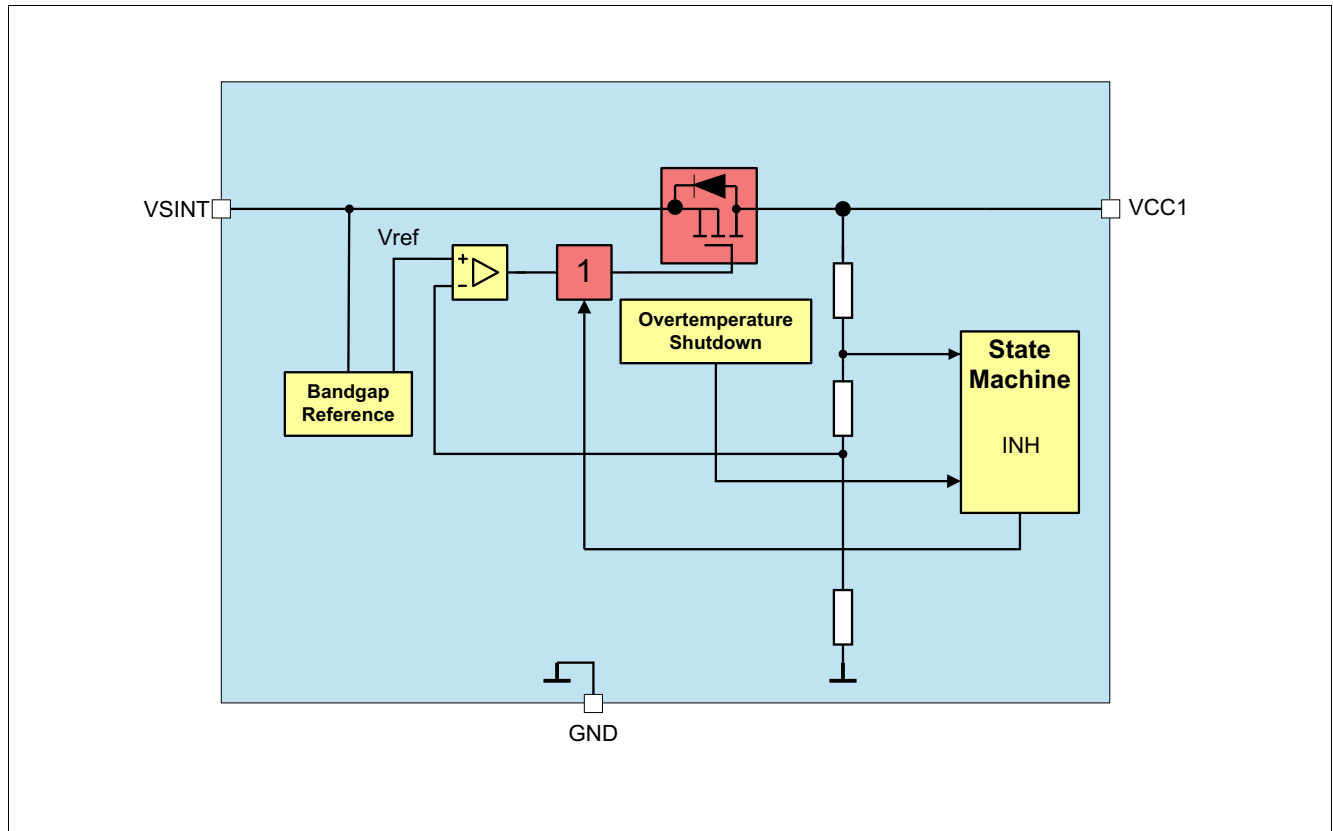 VSINT
VCC1
Vref
+
-
1
Overtemperature
Shutdown
State
Machine
INH
Bandgap
Reference
GND